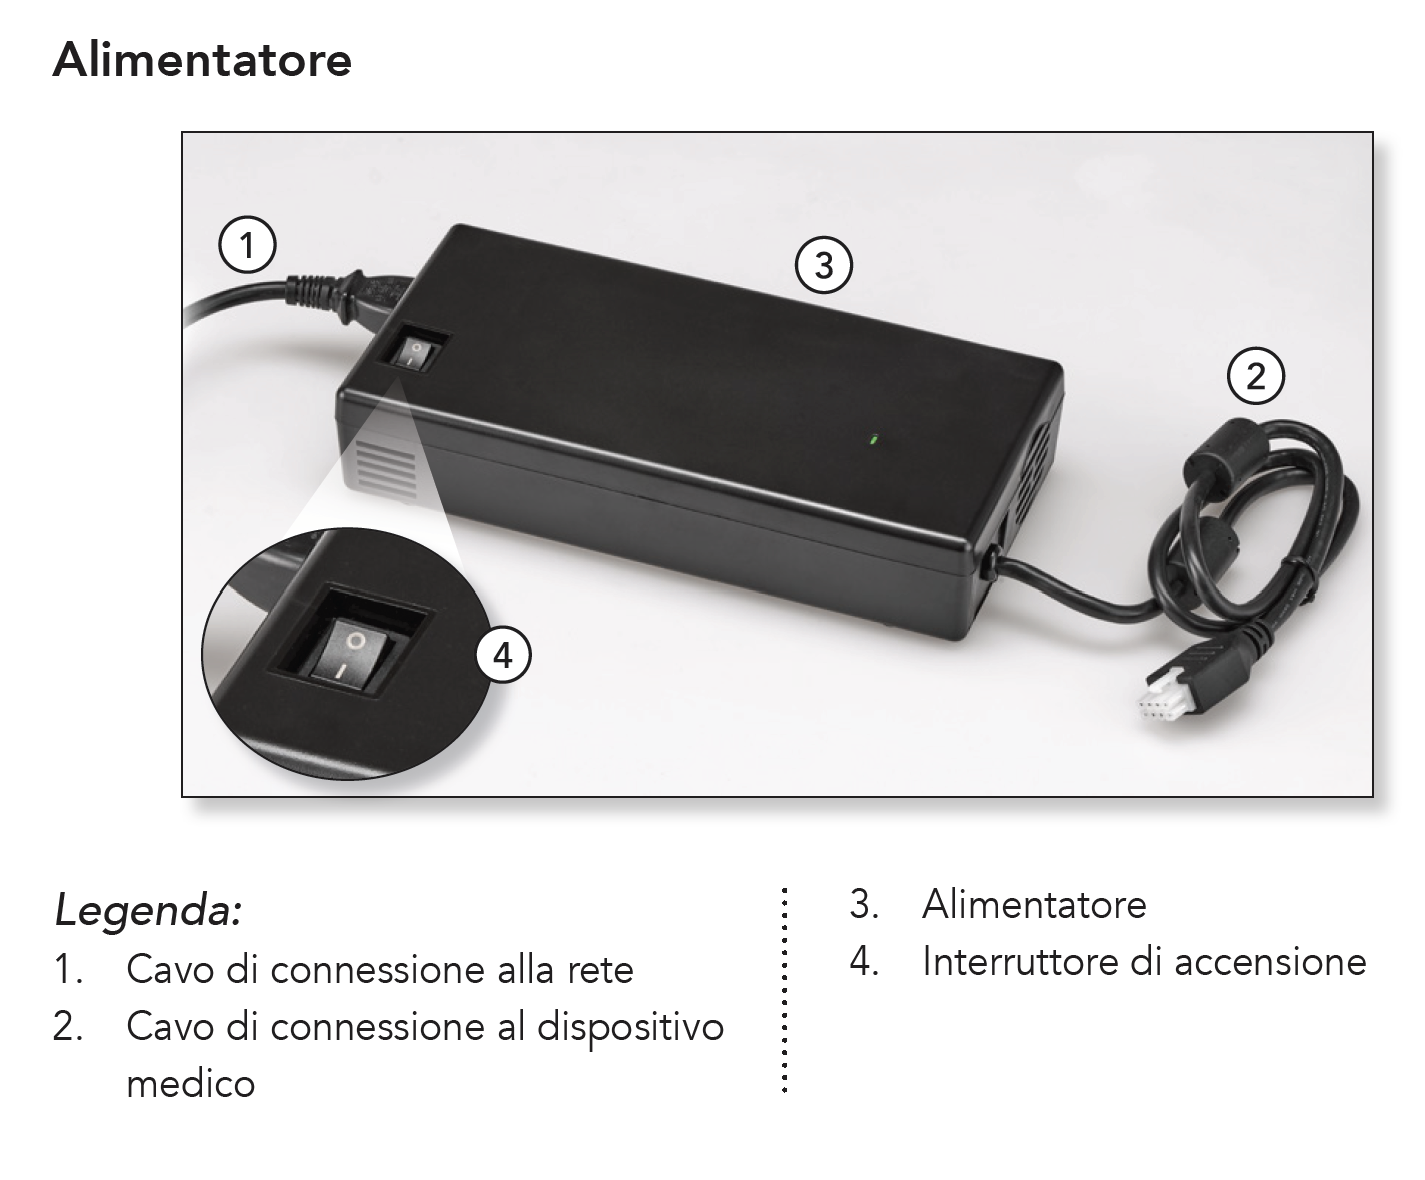 Alimentatore
1
3
2
4
Legenda:
1. Cavo di connessione alla rete
2. Cavo di connessione al dispositivo
medico
3. Alimentatore
4. Interruttore di accensione